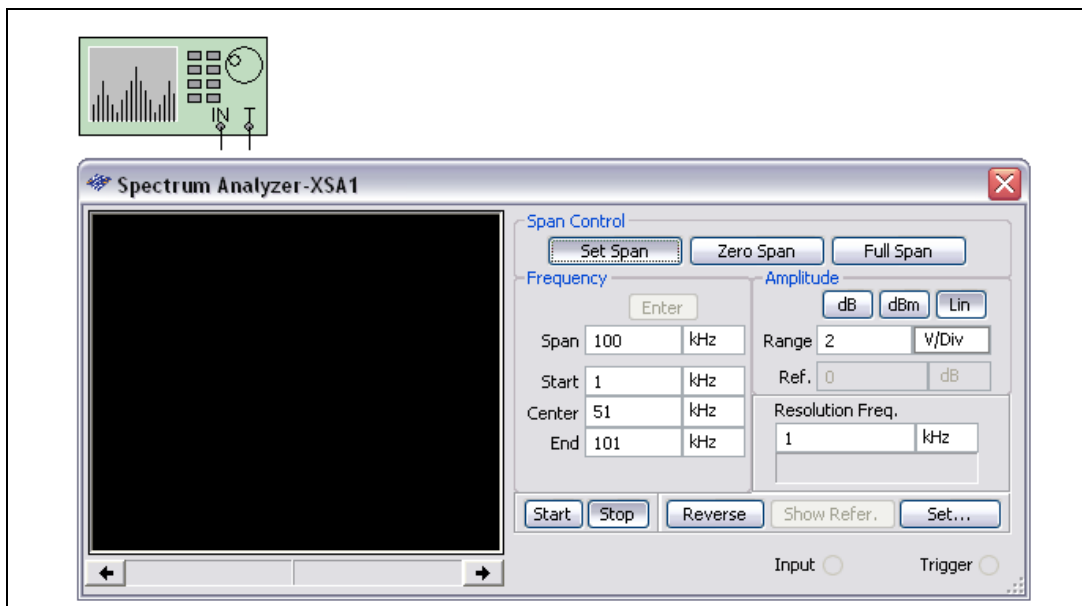 IN T
Spectrum Analyzer-XSA1
Span Control
Set Span Zero Span Full Span
Frequency
Enter
Span 100 kHz
Start 1 kHz
Center 51 kHz
End 101 kHz
Amplitude
dB dBm Lin
Range 2 V/Div
Ref. 0 dB
Resolution Freq.
1 kHz
Start Stop Reverse Show Refer. Set...
Input Trigger